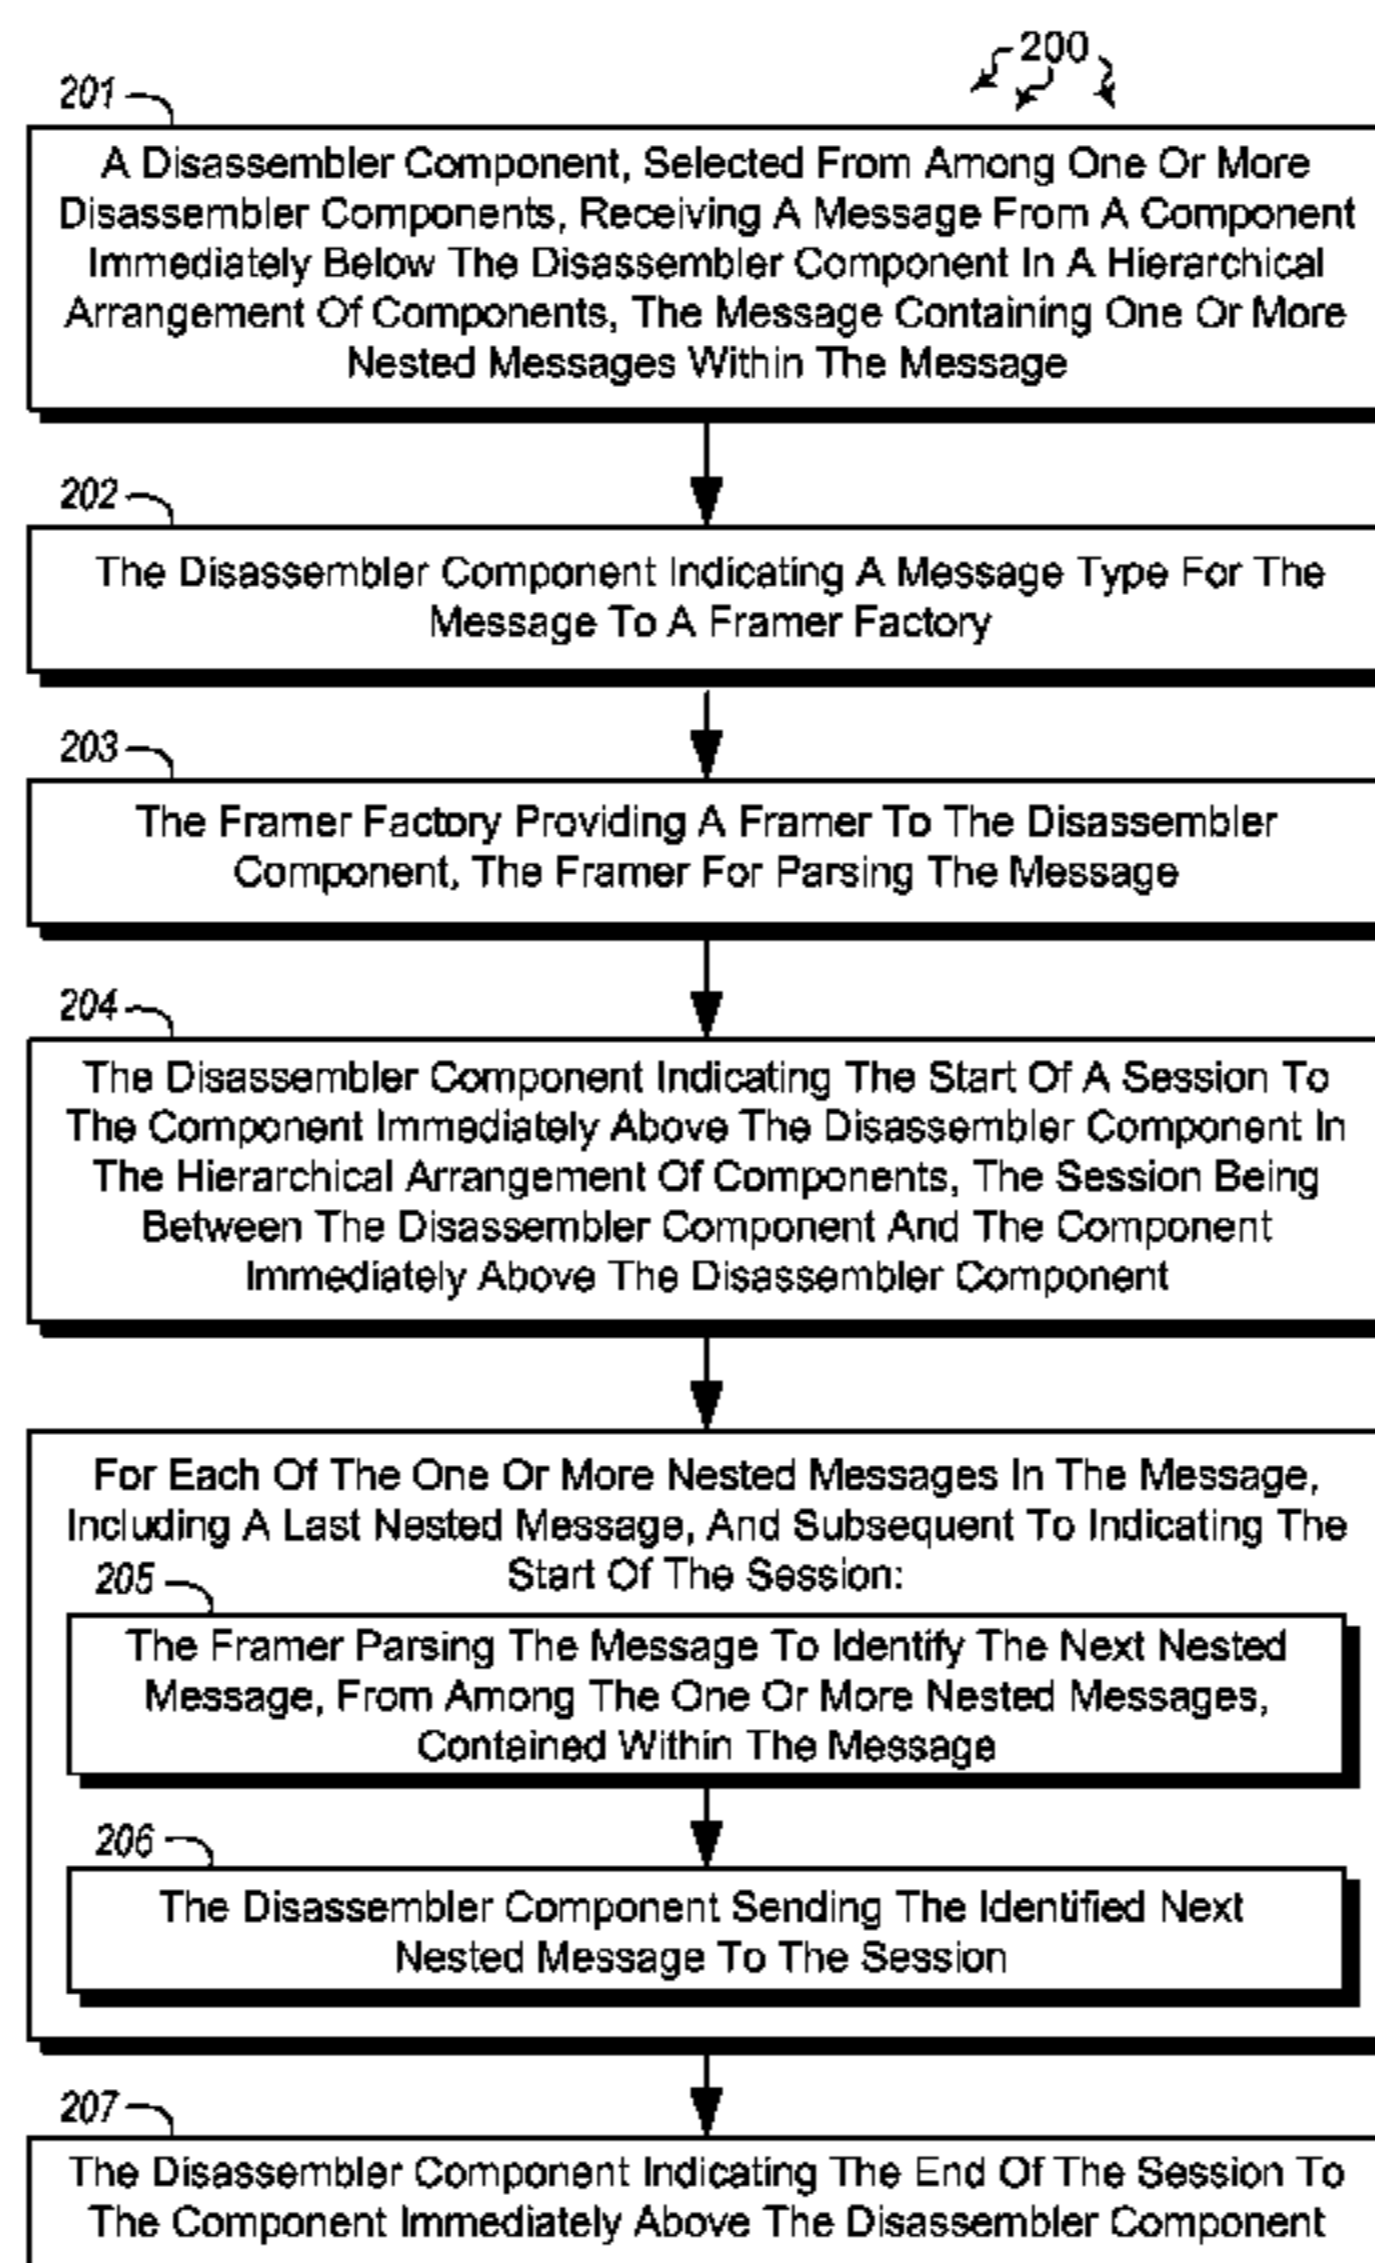 200
201
A Disassembler Component, Selected From Among One Or More
Disassembler Components, Receiving A Message From A Component
Immediately Below The Disassembler Component In A Hierarchical
Arrangement Of Components, The Message Containing One Or More
Nested Messages Within The Message
202
The Disassembler Component Indicating A Message Type For The
Message To A Framer Factory
203
The Framer Factory Providing A Framer To The Disassembler
Component, The Framer For Parsing The Message
204
The Disassembler Component Indicating The Start Of A Session To
The Component Immediately Above The Disassembler Component In
The Hierarchical Arrangement Of Components, The Session Being
Between The Disassembler Component And The Component
Immediately Above The Disassembler Component
For Each Of The One Or More Nested Messages In The Message,
Including A Last Nested Message, And Subsequent To Indicating The
Start Of The Session:
205
The Framer Parsing The Message To Identify The Next Nested
Message, From Among The One Or More Nested Messages,
Contained Within The Message
206
The Disassembler Component Sending The Identified Next
Nested Message To The Session
207
The Disassembler Component Indicating The End Of The Session To
The Component Immediately Above The Disassembler Component